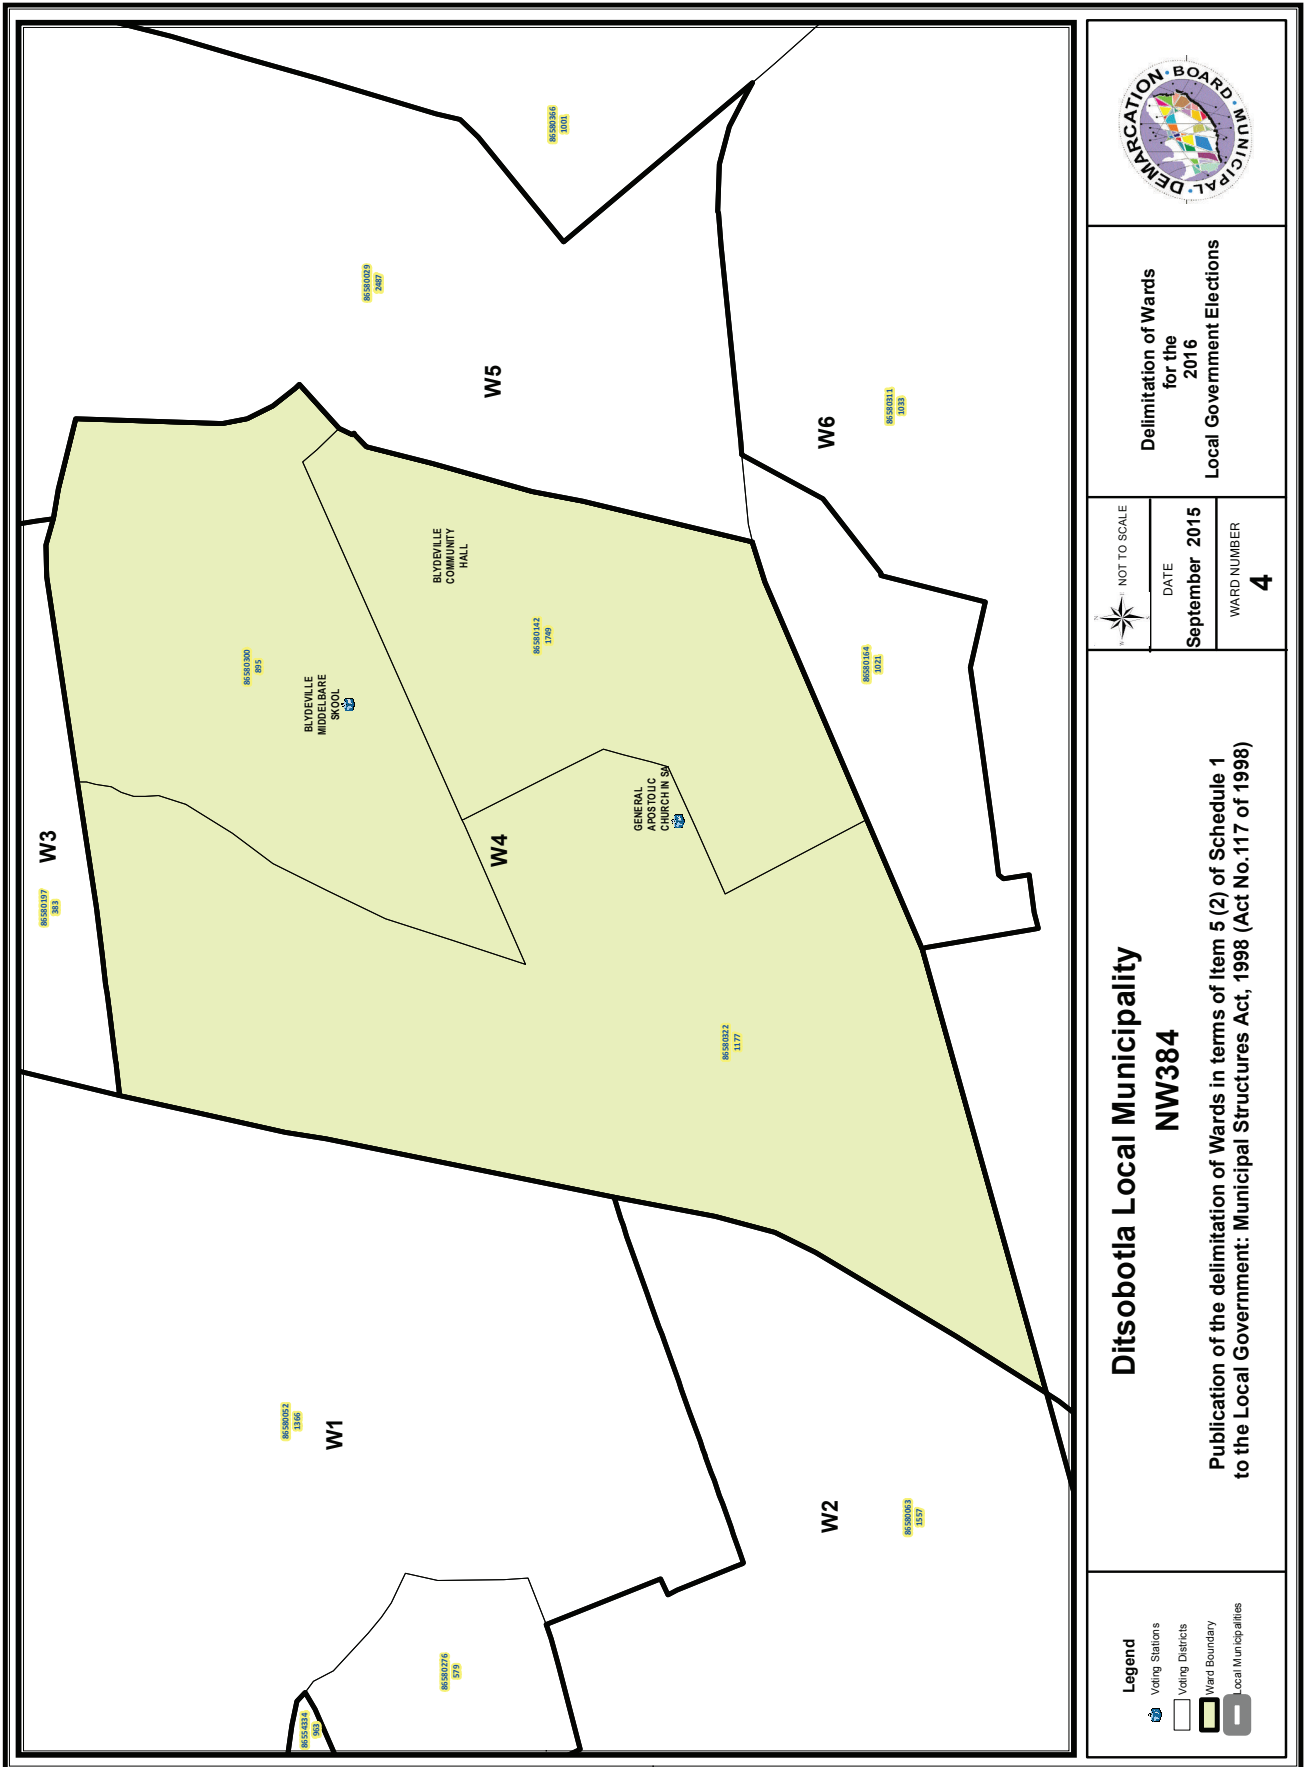 86580366
1001
86580029
2487
W5
W6
86580311
1033
BLYDEVILLE
COMMUNITY
HALL
86580142
1749
86580300
895
BLYDEVILLE
MIDDELBARE
SKOOL
86580164
1021
GENERAL
APOSTOLIC
CHURCH IN SA
W4
W3
86580197
383
86580322
1177
86580052
1366
W1
W2
86580063
1557
86580276
579
86554334
963
Legend
Voting Stations
Voting Districts
Ward Boundary
Local Municipalities
Ditsobotla Local Municipality
NW384
Publication of the delimitation of Wards in terms of Item 5 (2) of Schedule 1
to the Local Government: Municipal Structures Act, 1998 (Act No.117 of 1998)
N
W
E
S
NOT TO SCALE
DATE
September 2015
WARD NUMBER
4
Delimitation of Wards
for the
2016
Local Government Elections
MUNICIPAL DEMARCATION BOARD